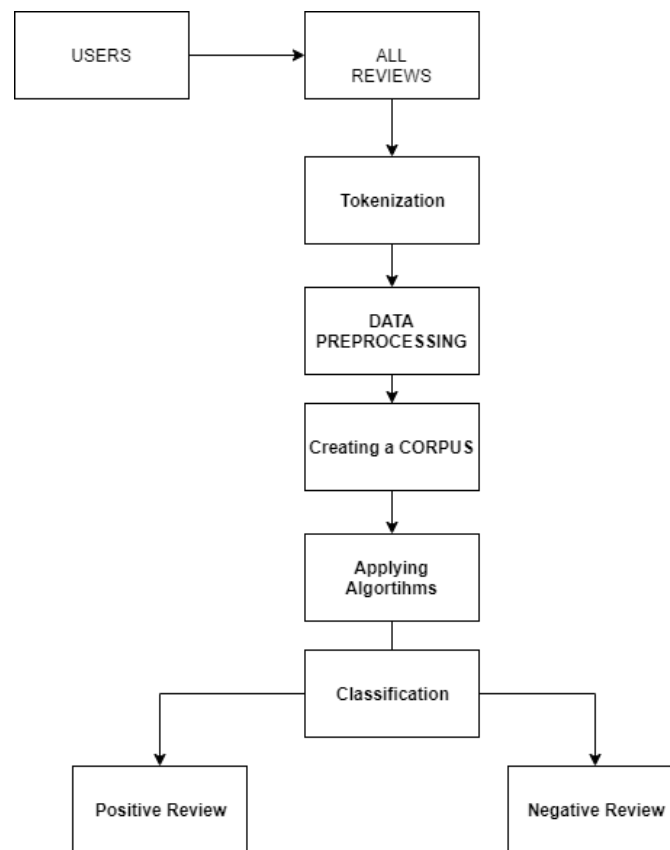 USERS
ALL
REVIEWS
Tokenization
DATA
PREPROCESSING
Creating a CORPUS
Applying
Algortihms
Classification
Positive Review
Negative Review